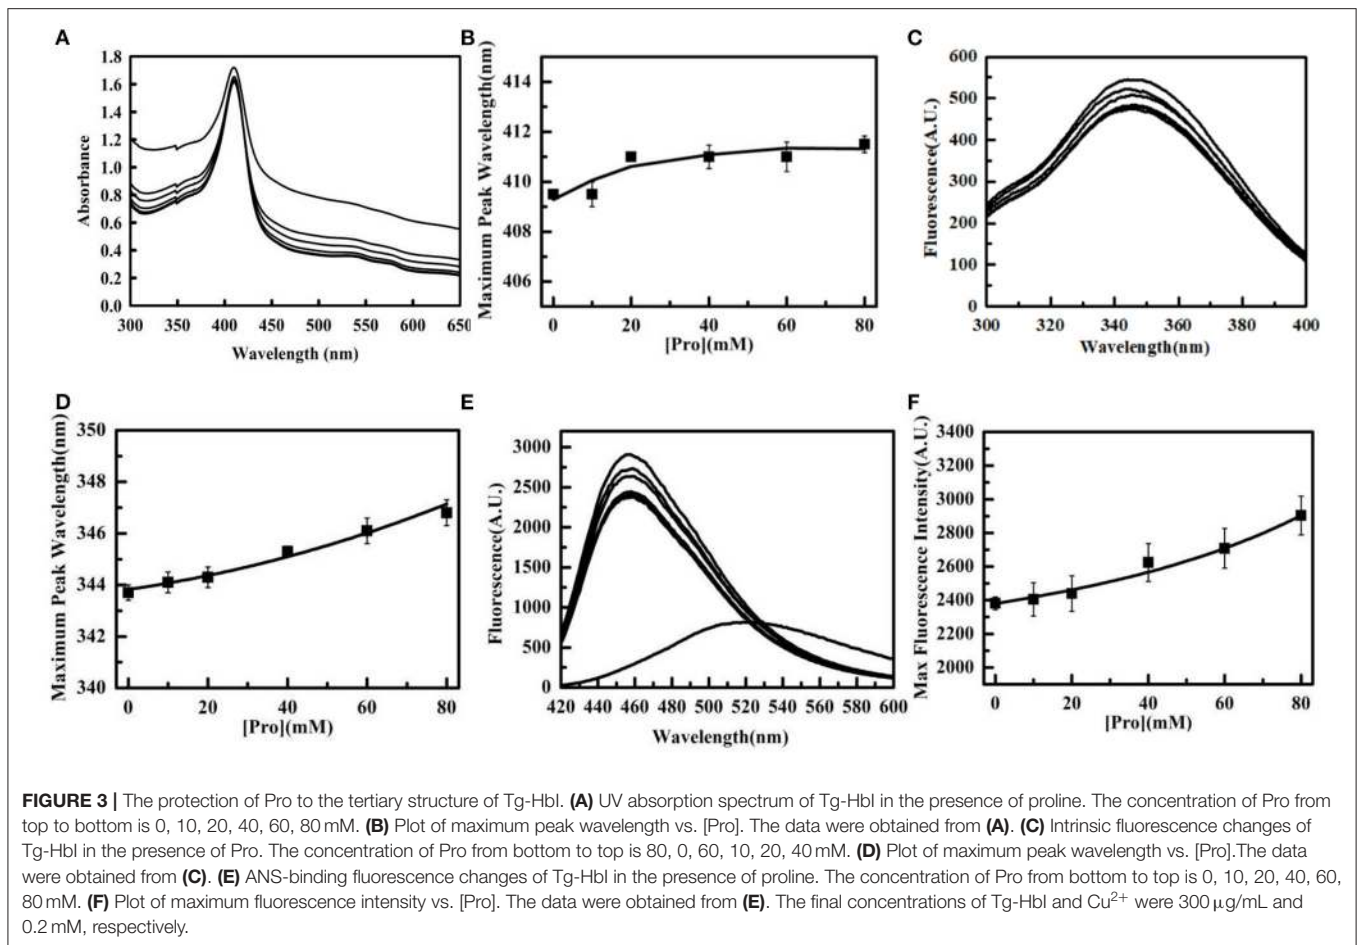 A
B
C
1.8
1.6
1.4
1.2
1.0
0.8
0.6
0.4
0.2
0.0
Absorbance
300 350 400 450 500 550 600 650
Wavelength (nm)
414
412
410
408
406
Maximum Peak Wavelength(nm)
0 20 40 60 80
[Pro](mM)
600
500
400
300
200
100
0
Fluorescence(A.U.)
300 320 340 360 380 400
Wavelength(nm)
D
E
F
350
348
346
344
342
340
Maximum Peak Wavelength(nm)
0 20 40 60 80
[Pro](mM)
3000
2500
2000
1500
1000
500
0
Fluorescence(A.U.)
420 440 460 480 500 520 540 560 580 600
Wavelength(nm)
3400
3200
3000
2800
2600
2400
2200
2000
Max Fluorescence Intensity(A.U.)
0 20 40 60 80
[Pro](mM)
FIGURE 3 | The protection of Pro to the tertiary structure of Tg-HbI. (A) UV absorption spectrum of Tg-HbI in the presence of proline. The concentration of Pro from
top to bottom is 0, 10, 20, 40, 60, 80 mM. (B) Plot of maximum peak wavelength vs. [Pro]. The data were obtained from (A). (C) Intrinsic fluorescence changes of
Tg-HbI in the presence of Pro. The concentration of Pro from bottom to top is 80, 0, 60, 10, 20, 40 mM. (D) Plot of maximum peak wavelength vs. [Pro].The data
were obtained from (C). (E) ANS-binding fluorescence changes of Tg-HbI in the presence of proline. The concentration of Pro from bottom to top is 0, 10, 20, 40, 60,
80 mM. (F) Plot of maximum fluorescence intensity vs. [Pro]. The data were obtained from (E). The final concentrations of Tg-HbI and Cu²⁺ were 300 μg/mL and
0.2 mM, respectively.